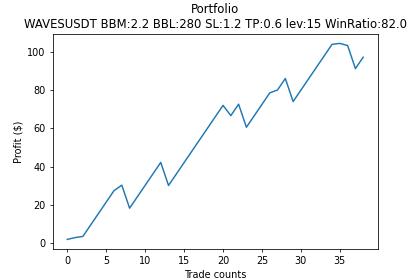 Portfolio
WAVESUSDT BBM:2.2 BBL:280 SL:1.2 TP:0.6 lev:15 WinRatio:82.0
100
80
60
40
20
0
Profit ($)
0 5 10 15 20 25 30 35
Trade counts